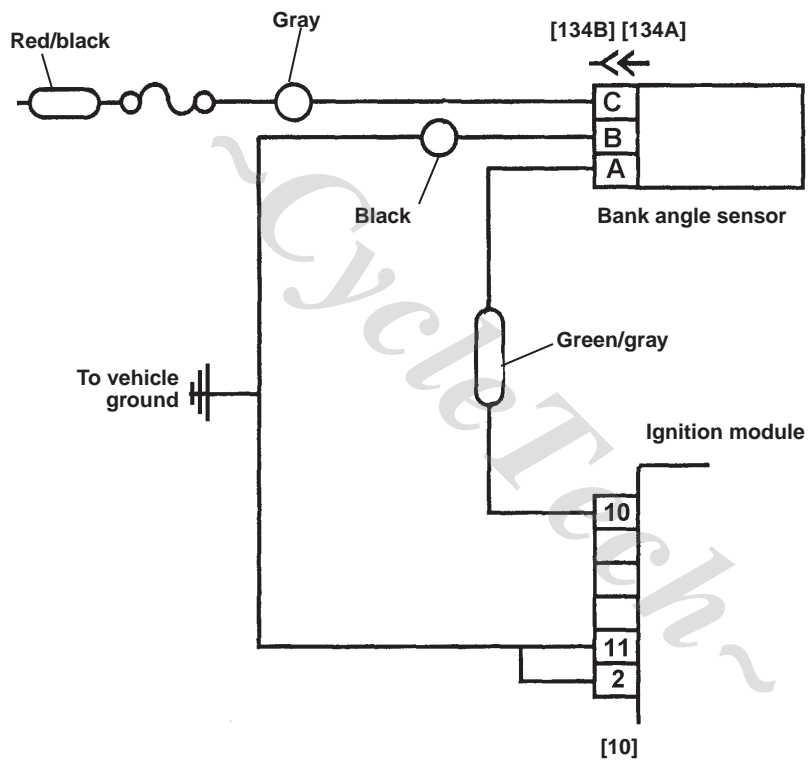 Gray
Red/black
[134B] [134A]
C
B
A
Black
Bank angle sensor
Green/gray
To vehicle
ground
Ignition module
10
11
2
[10]
~CycleTech~